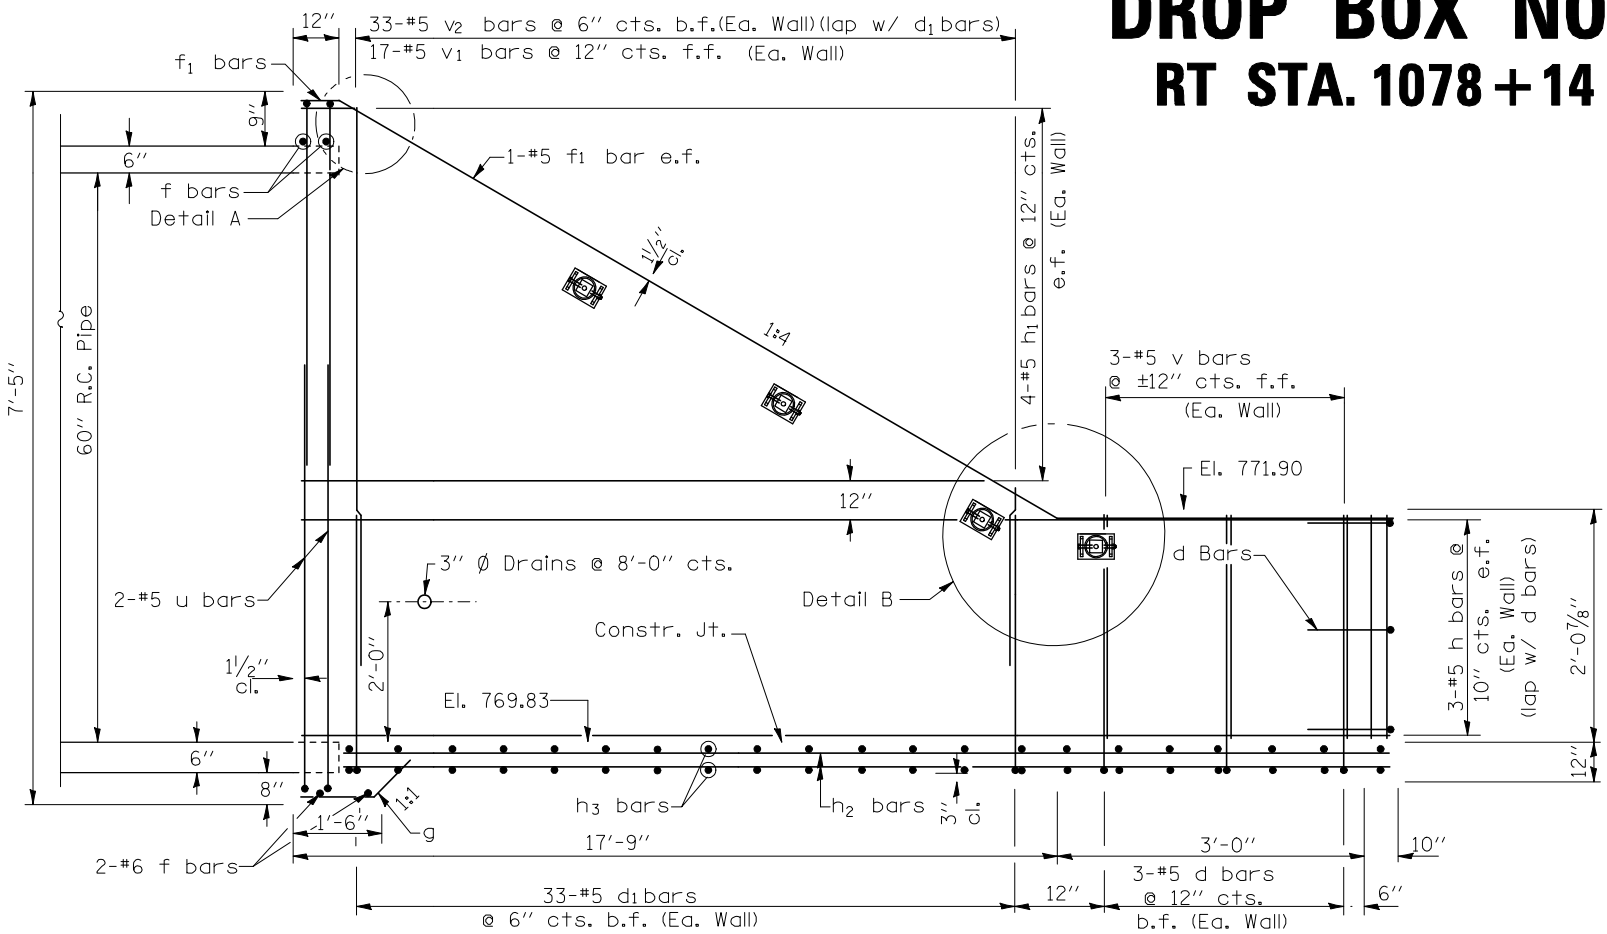 DROP BOX NO
RT STA. 1078+14
12"
33-#5 v2 bars @ 6" cts. b.f.(Ea. Wall)(lap w/ d1 bars)
17-#5 v1 bars @ 12" cts. f.f. (Ea. Wall)
f1 bars
9"
6"
f bars
Detail A
1-#5 f1 bar e.f.
1½" cl.
1:4
4-#5 h1 bars @ 12" cts.
e.f. (Ea. Wall)
60" R.C. Pipe
7'-5"
3-#5 v bars
@ ±12" cts. f.f.
(Ea. Wall)
El. 771.90
12"
3" Ø Drains @ 8'-0" cts.
d Bars
2-#5 u bars
Detail B
Constr. Jt.
2'-0"
1½"
cl.
El. 769.83
3-#5 h bars @
10" cts. e.f.
(Ea. Wall)
(lap w/ d bars)
2'-0⅞"
12"
6"
8"
1:1
h3 bars
h2 bars
3"
cl.
1'-6"
g
17'-9"
3'-0"
10"
2-#6 f bars
33-#5 d1 bars
@ 6" cts. b.f. (Ea. Wall)
12"
3-#5 d bars
@ 12" cts.
b.f. (Ea. Wall)
6"